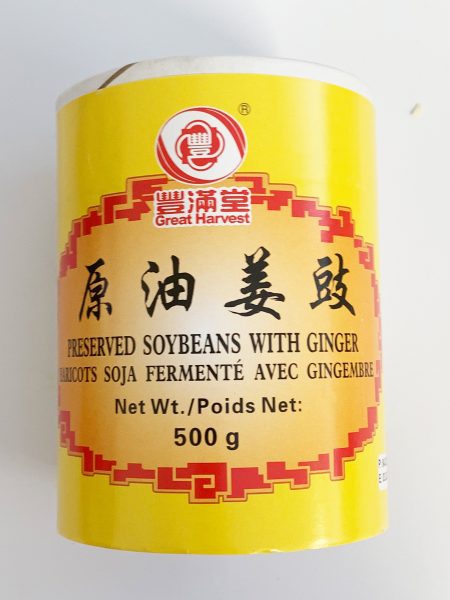 豐
®
豐滿堂
Great Harvest
原油姜豉
PRESERVED SOYBEANS WITH GINGER
HARICOTS SOJA FERMENTÉ AVEC GINGEMBRE
Net Wt./Poids Net:
500 g